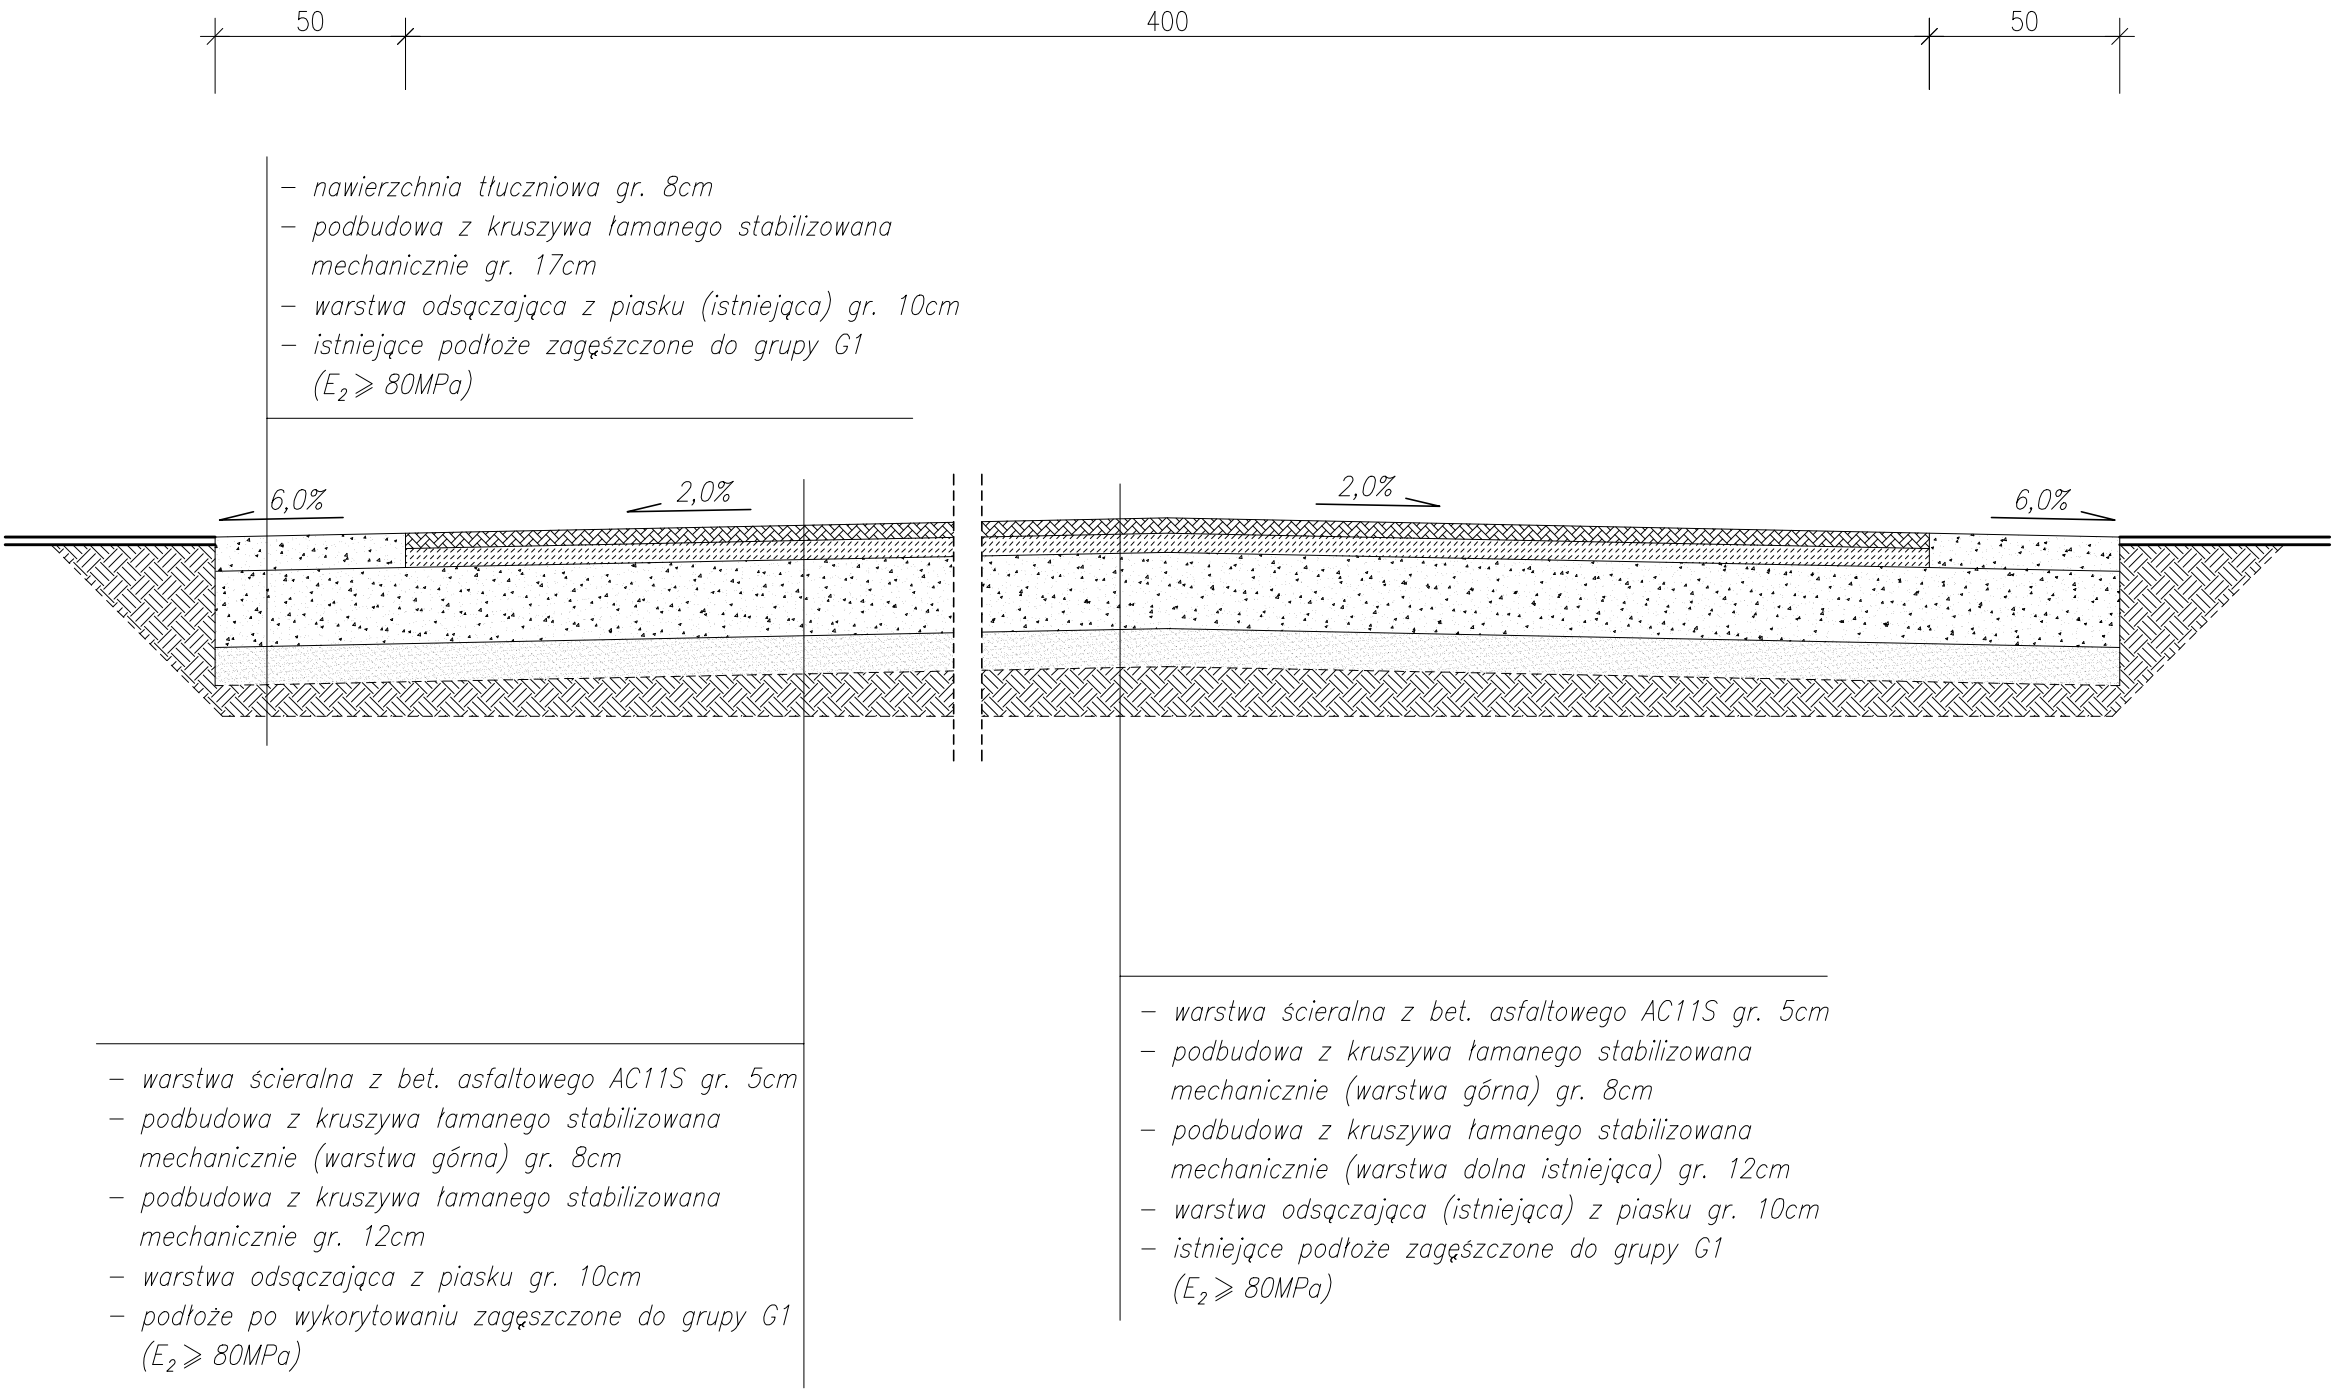 50
400
50
- nawierzchnia tłuczniowa gr. 8cm
- podbudowa z kruszywa łamanego stabilizowana
mechanicznie gr. 17cm
- warstwa odsączająca z piasku (istniejąca) gr. 10cm
- istniejące podłoże zagęśzczone do grupy G1
(E₂ ⩾ 80MPa)
6,0%
2,0%
2,0%
6,0%
- warstwa ścieralna z bet. asfaltowego AC11S gr. 5cm
- podbudowa z kruszywa łamanego stabilizowana
mechanicznie (warstwa górna) gr. 8cm
- podbudowa z kruszywa łamanego stabilizowana
mechanicznie gr. 12cm
- warstwa odsączająca z piasku gr. 10cm
- podłoże po wykorytowaniu zagęszczone do grupy G1
(E₂ ⩾ 80MPa)
- warstwa ścieralna z bet. asfaltowego AC11S gr. 5cm
- podbudowa z kruszywa łamanego stabilizowana
mechanicznie (warstwa górna) gr. 8cm
- podbudowa z kruszywa łamanego stabilizowana
mechanicznie (warstwa dolna istniejąca) gr. 12cm
- warstwa odsączająca (istniejąca) z piasku gr. 10cm
- istniejące podłoże zagęśzczone do grupy G1
(E₂ ⩾ 80MPa)